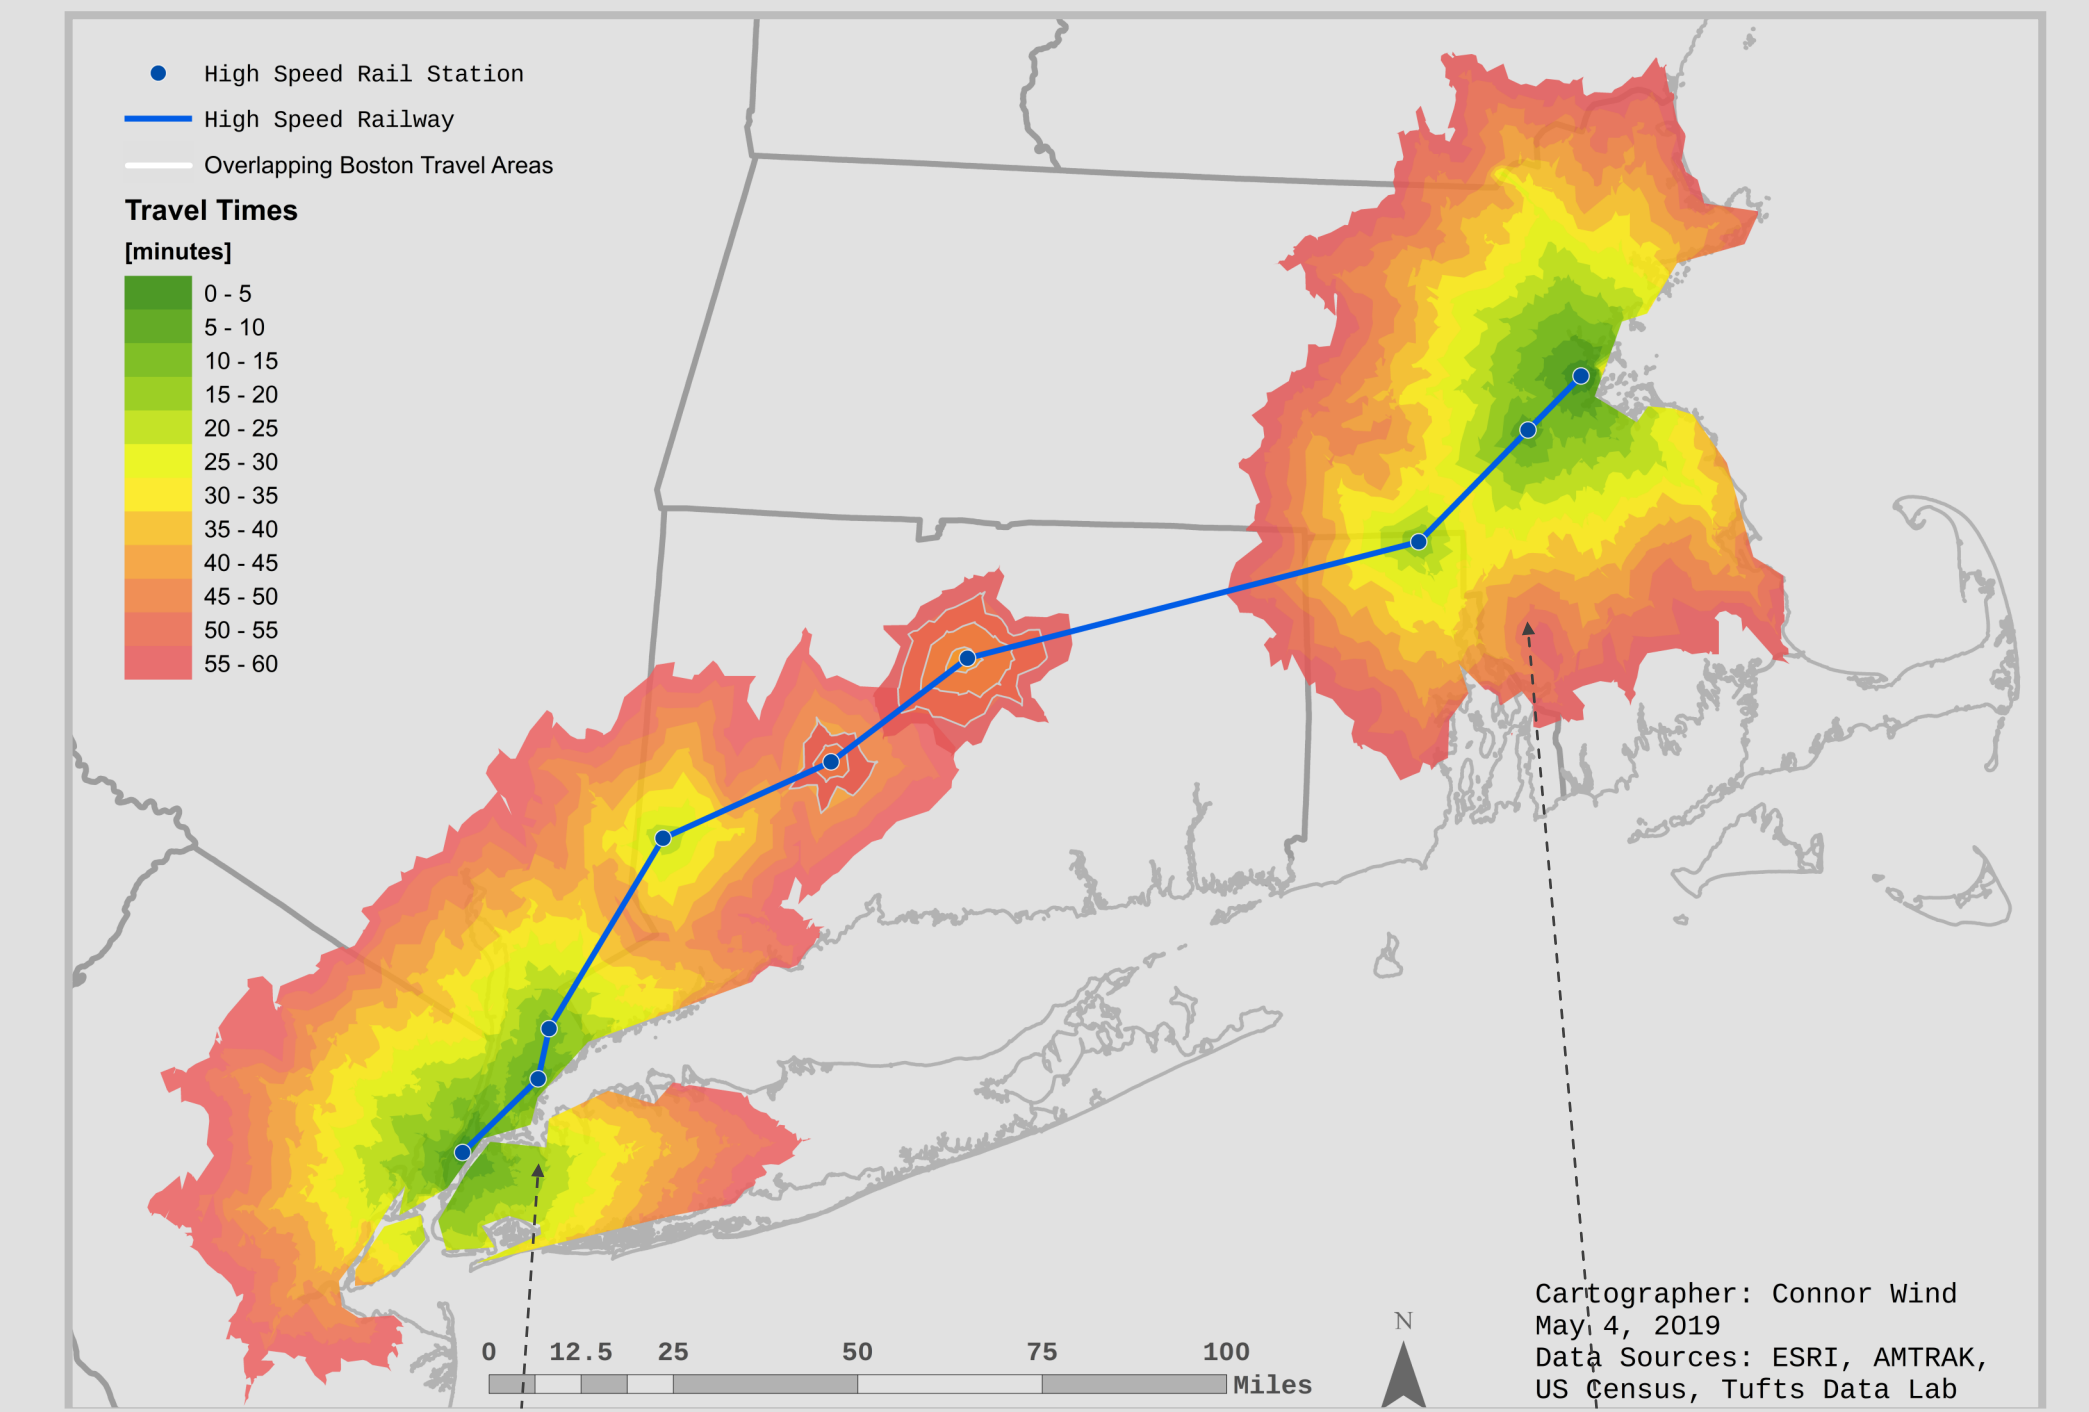 High Speed Rail Station
High Speed Railway
Overlapping Boston Travel Areas
Travel Times
[minutes]
0 - 5
5 - 10
10 - 15
15 - 20
20 - 25
25 - 30
30 - 35
35 - 40
40 - 45
45 - 50
50 - 55
55 - 60
0 12.5 25 50 75 100
Miles
N
Cartographer: Connor Wind
May 4, 2019
Data Sources: ESRI, AMTRAK,
US Census, Tufts Data Lab